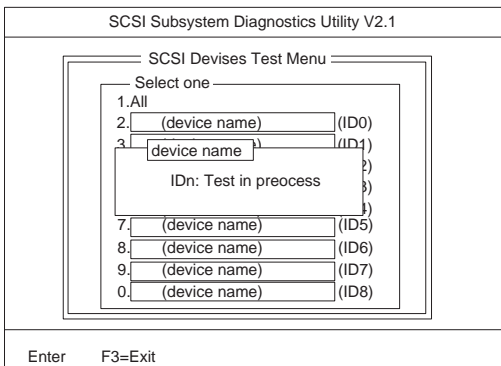 SCSI Subsystem Diagnostics Utility V2.1
SCSI Devises Test Menu
Select one
1.All
2. (device name) (ID0)
3. (ID1)
device name
IDn: Test in preocess
7. (device name) (ID5)
8. (device name) (ID6)
9. (device name) (ID7)
0. (device name) (ID8)
Enter F3=Exit